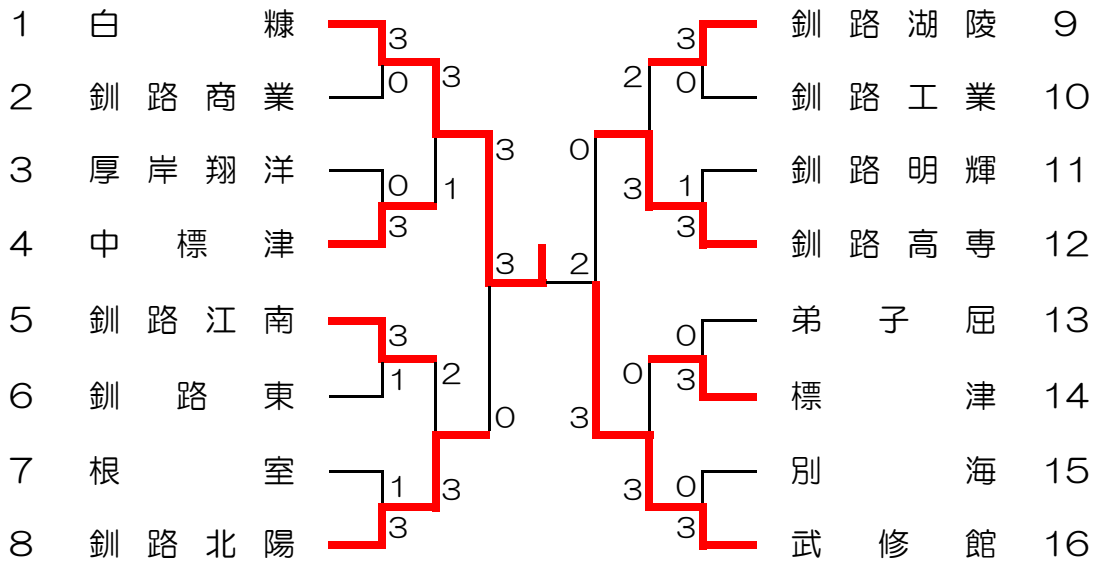 1 白糠 3 3 釧路湖陵 9
2 釧路商業 0 3 2 0 釧路工業 10
3 厚岸翔洋 0 1 3 0 3 1 釧路明輝 11
4 中標津 3 3 釧路高専 12
3 2
5 釧路江南 3 0 弟子屈 13
6 釧路東 1 2 0 3 標津 14
0 3
7 根室 1 3 3 0 別海 15
8 釧路北陽 3 3 武修館 16